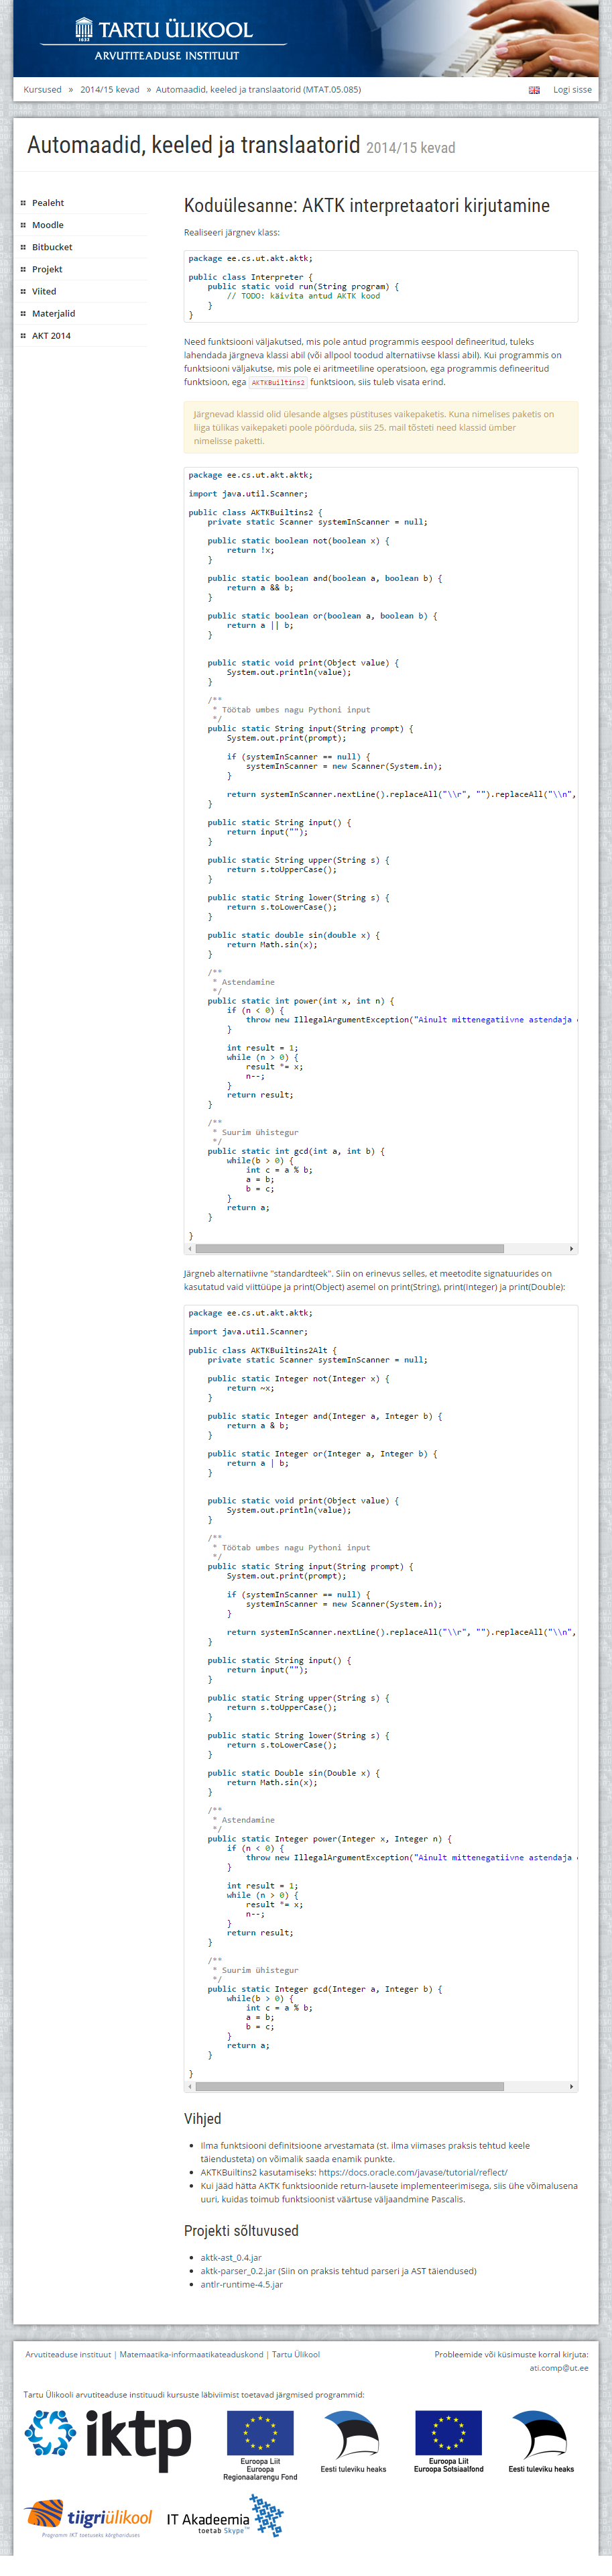 TARTU ÜLIKOOL
ARVUTITEADUSE INSTITUUT
Kursused » 2014/15 kevad » Automaadid, keeled ja translaatorid (MTAT.05.085) Logi sisse
Automaadid, keeled ja translaatorid 2014/15 kevad
Pealeht
Moodle
Bitbucket
Projekt
Viited
Materjalid
AKT 2014
Koduülesanne: AKTK interpretaatori kirjutamine
Realiseeri järgnev klass:
package ee.cs.ut.akt.aktk;
public class Interpreter {
public static void run(String program) {
// TODO: käivita antud AKTK kood
}
}
Need funktsiooni väljakutsed, mis pole antud programmis eespool defineeritud, tuleks
lahendada järgneva klassi abil (või allpool toodud alternatiivse klassi abil). Kui programmis on
funktsiooni väljakutse, mis pole ei aritmeetiline operatsioon, ega programmis defineeritud
funktsioon, ega AKTKBuiltins2 funktsioon, siis tuleb visata erind.
Järgnevad klassid olid ülesande algses püstituses vaikepaketis. Kuna nimelises paketis on
liiga tülikas vaikepaketi poole pöörduda, siis 25. mail tõsteti need klassid ümber
nimelisse paketti.
package ee.cs.ut.akt.aktk;
import java.util.Scanner;
public class AKTKBuiltins2 {
private static Scanner systemInScanner = null;
public static boolean not(boolean x) {
return !x;
}
public static boolean and(boolean a, boolean b) {
return a && b;
}
public static boolean or(boolean a, boolean b) {
return a || b;
}
public static void print(Object value) {
System.out.println(value);
}
/**
* Töötab umbes nagu Pythoni input
*/
public static String input(String prompt) {
System.out.print(prompt);
if (systemInScanner == null) {
systemInScanner = new Scanner(System.in);
}
return systemInScanner.nextLine().replaceAll("\\r", "").replaceAll("\\n",
}
public static String input() {
return input("");
}
public static String upper(String s) {
return s.toUpperCase();
}
public static String lower(String s) {
return s.toLowerCase();
}
public static double sin(double x) {
return Math.sin(x);
}
/**
* Astendamine
*/
public static int power(int x, int n) {
if (n < 0) {
throw new IllegalArgumentException("Ainult mittenegatiivne astendaja
}
int result = 1;
while (n > 0) {
result *= x;
n--;
}
return result;
}
/**
* Suurim ühistegur
*/
public static int gcd(int a, int b) {
while(b > 0) {
int c = a % b;
a = b;
b = c;
}
return a;
}
}
Järgneb alternatiivne "standardteek". Siin on erinevus selles, et meetodite signatuurides on
kasutatud vaid viittüüpe ja print(Object) asemel on print(String), print(Integer) ja print(Double):
package ee.cs.ut.akt.aktk;
import java.util.Scanner;
public class AKTKBuiltins2Alt {
private static Scanner systemInScanner = null;
public static Integer not(Integer x) {
return ~x;
}
public static Integer and(Integer a, Integer b) {
return a & b;
}
public static Integer or(Integer a, Integer b) {
return a | b;
}
public static void print(Object value) {
System.out.println(value);
}
/**
* Töötab umbes nagu Pythoni input
*/
public static String input(String prompt) {
System.out.print(prompt);
if (systemInScanner == null) {
systemInScanner = new Scanner(System.in);
}
return systemInScanner.nextLine().replaceAll("\\r", "").replaceAll("\\n",
}
public static String input() {
return input("");
}
public static String upper(String s) {
return s.toUpperCase();
}
public static String lower(String s) {
return s.toLowerCase();
}
public static Double sin(Double x) {
return Math.sin(x);
}
/**
* Astendamine
*/
public static Integer power(Integer x, Integer n) {
if (n < 0) {
throw new IllegalArgumentException("Ainult mittenegatiivne astendaja
}
int result = 1;
while (n > 0) {
result *= x;
n--;
}
return result;
}
/**
* Suurim ühistegur
*/
public static Integer gcd(Integer a, Integer b) {
while(b > 0) {
int c = a % b;
a = b;
b = c;
}
return a;
}
}
Vihjed
Ilma funktsiooni definitsioone arvestamata (st. ilma viimases praksis tehtud keele
täiendusteta) on võimalik saada enamik punkte.
AKTKBuiltins2 kasutamiseks: https://docs.oracle.com/javase/tutorial/reflect/
Kui jääd hätta AKTK funktsioonide return-lausete implementeerimisega, siis ühe võimalusena
uuri, kuidas toimub funktsioonist väärtuse väljaandmine Pascalis.
Projekti sõltuvused
aktk-ast_0.4.jar
aktk-parser_0.2.jar (Siin on praksis tehtud parseri ja AST täiendused)
antlr-runtime-4.5.jar
Arvutiteaduse instituut | Matemaatika-informaatikateaduskond | Tartu Ülikool
Probleemide või küsimuste korral kirjuta:
ati.comp@ut.ee
Tartu Ülikooli arvutiteaduse instituudi kursuste läbiviimist toetavad järgmised programmid:
iktp
Euroopa Liit
Euroopa
Regionaalarengu Fond
Eesti tuleviku heaks
Euroopa Liit
Euroopa Sotsiaalfond
Eesti tuleviku heaks
tiigriülikool
Programm IKT toetuseks kõrghariduses
IT Akadeemia
toetab Skype™